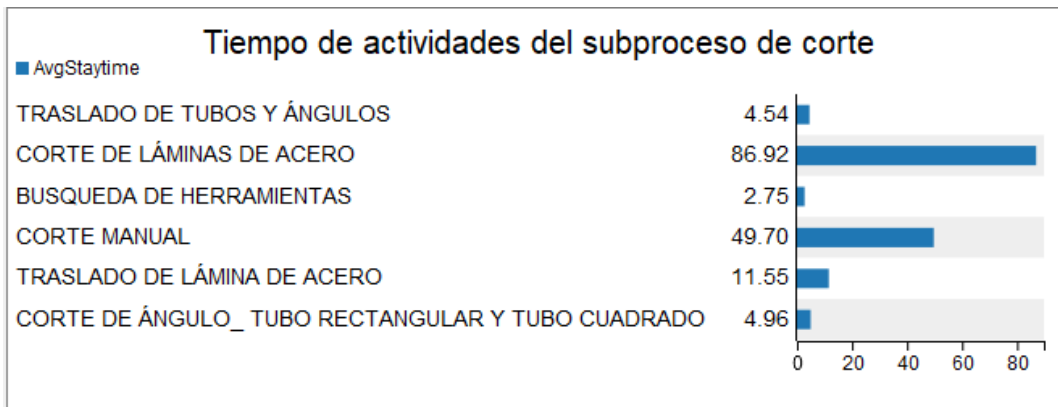 Tiempo de actividades del subproceso de corte
AvgStaytime
TRASLADO DE TUBOS Y ÁNGULOS 4.54
CORTE DE LÁMINAS DE ACERO 86.92
BUSQUEDA DE HERRAMIENTAS 2.75
CORTE MANUAL 49.70
TRASLADO DE LÁMINA DE ACERO 11.55
CORTE DE ÁNGULO_ TUBO RECTANGULAR Y TUBO CUADRADO 4.96
0 20 40 60 80